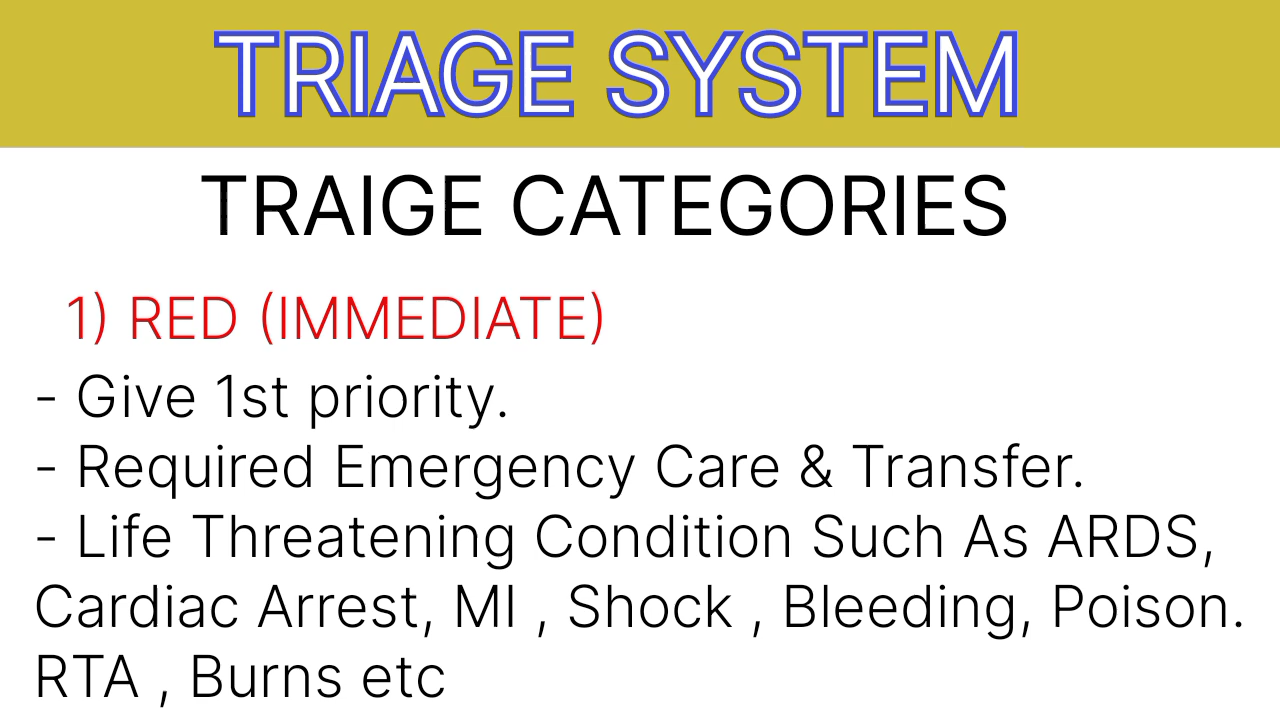 TRIAGE SYSTEM
TRAIGE CATEGORIES
1) RED (IMMEDIATE)
- Give 1st priority.
- Required Emergency Care & Transfer.
- Life Threatening Condition Such As ARDS,
Cardiac Arrest, MI , Shock , Bleeding, Poison.
RTA , Burns etc